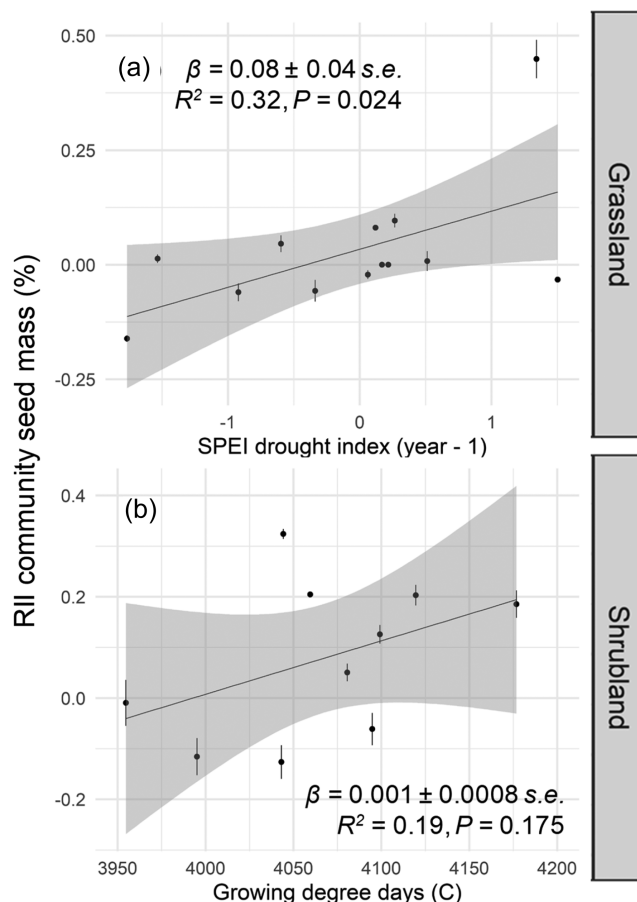 (a)
β = 0.08 ± 0.04 s.e.
R² = 0.32, P = 0.024
0.50
0.25
0.00
-0.25
-1 0 1
SPEI drought index (year - 1)
Grassland
RII community seed mass (%)
(b)
0.4
0.2
0.0
-0.2
β = 0.001 ± 0.0008 s.e.
R² = 0.19, P = 0.175
3950 4000 4050 4100 4150 4200
Growing degree days (C)
Shrubland